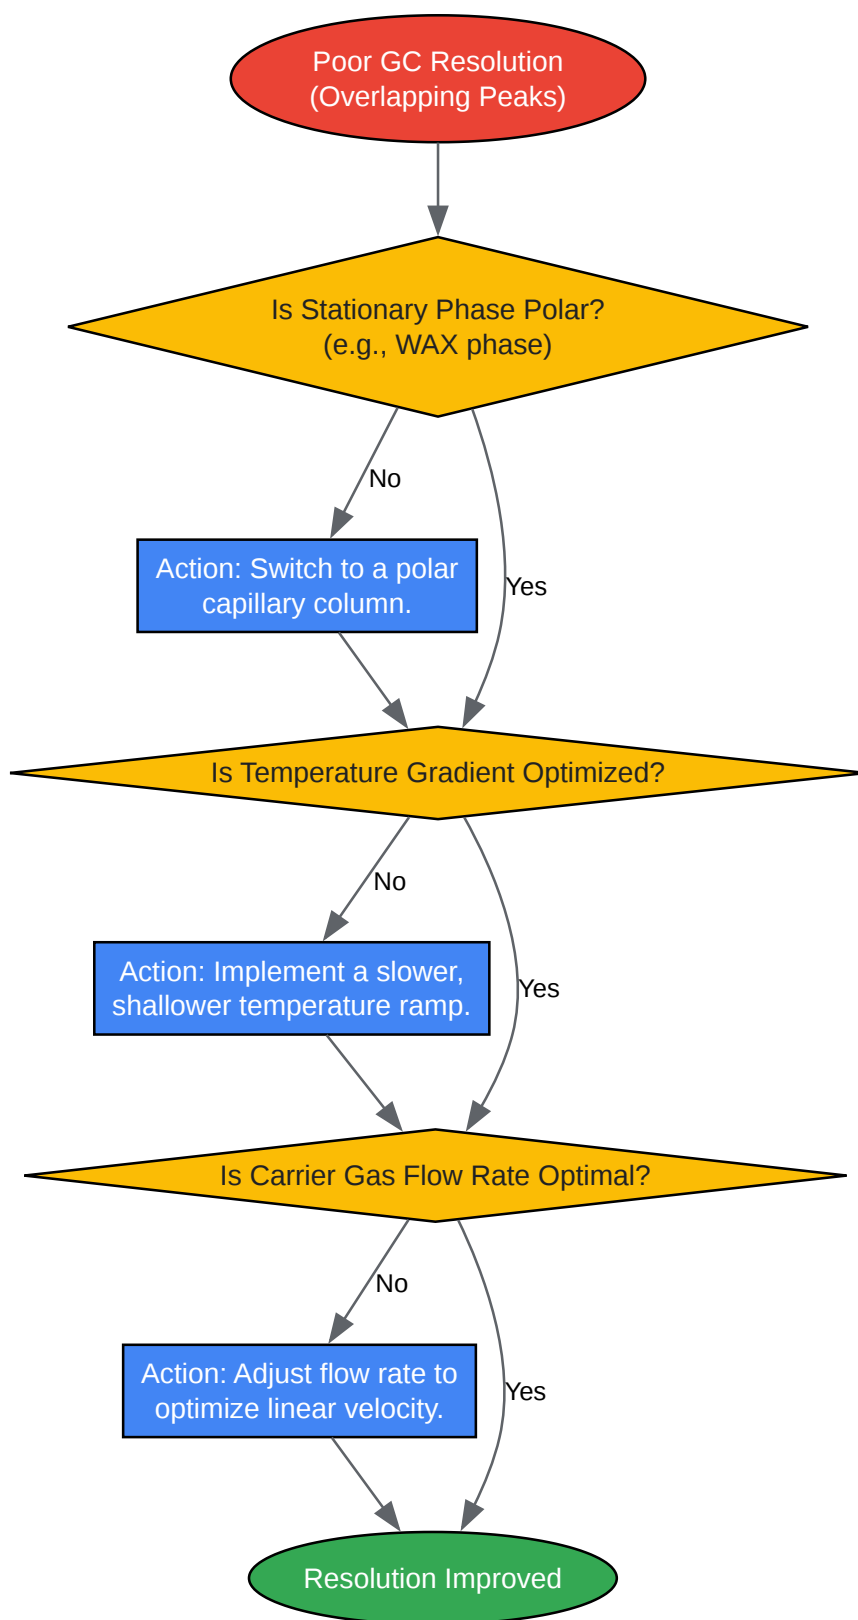 Poor GC Resolution
(Overlapping Peaks)
Is Stationary Phase Polar?
(e.g., WAX phase)
No
Action: Switch to a polar
capillary column.
Yes
Is Temperature Gradient Optimized?
No
Action: Implement a slower,
shallower temperature ramp.
Yes
Is Carrier Gas Flow Rate Optimal?
No
Action: Adjust flow rate to
optimize linear velocity.
Yes
Resolution Improved